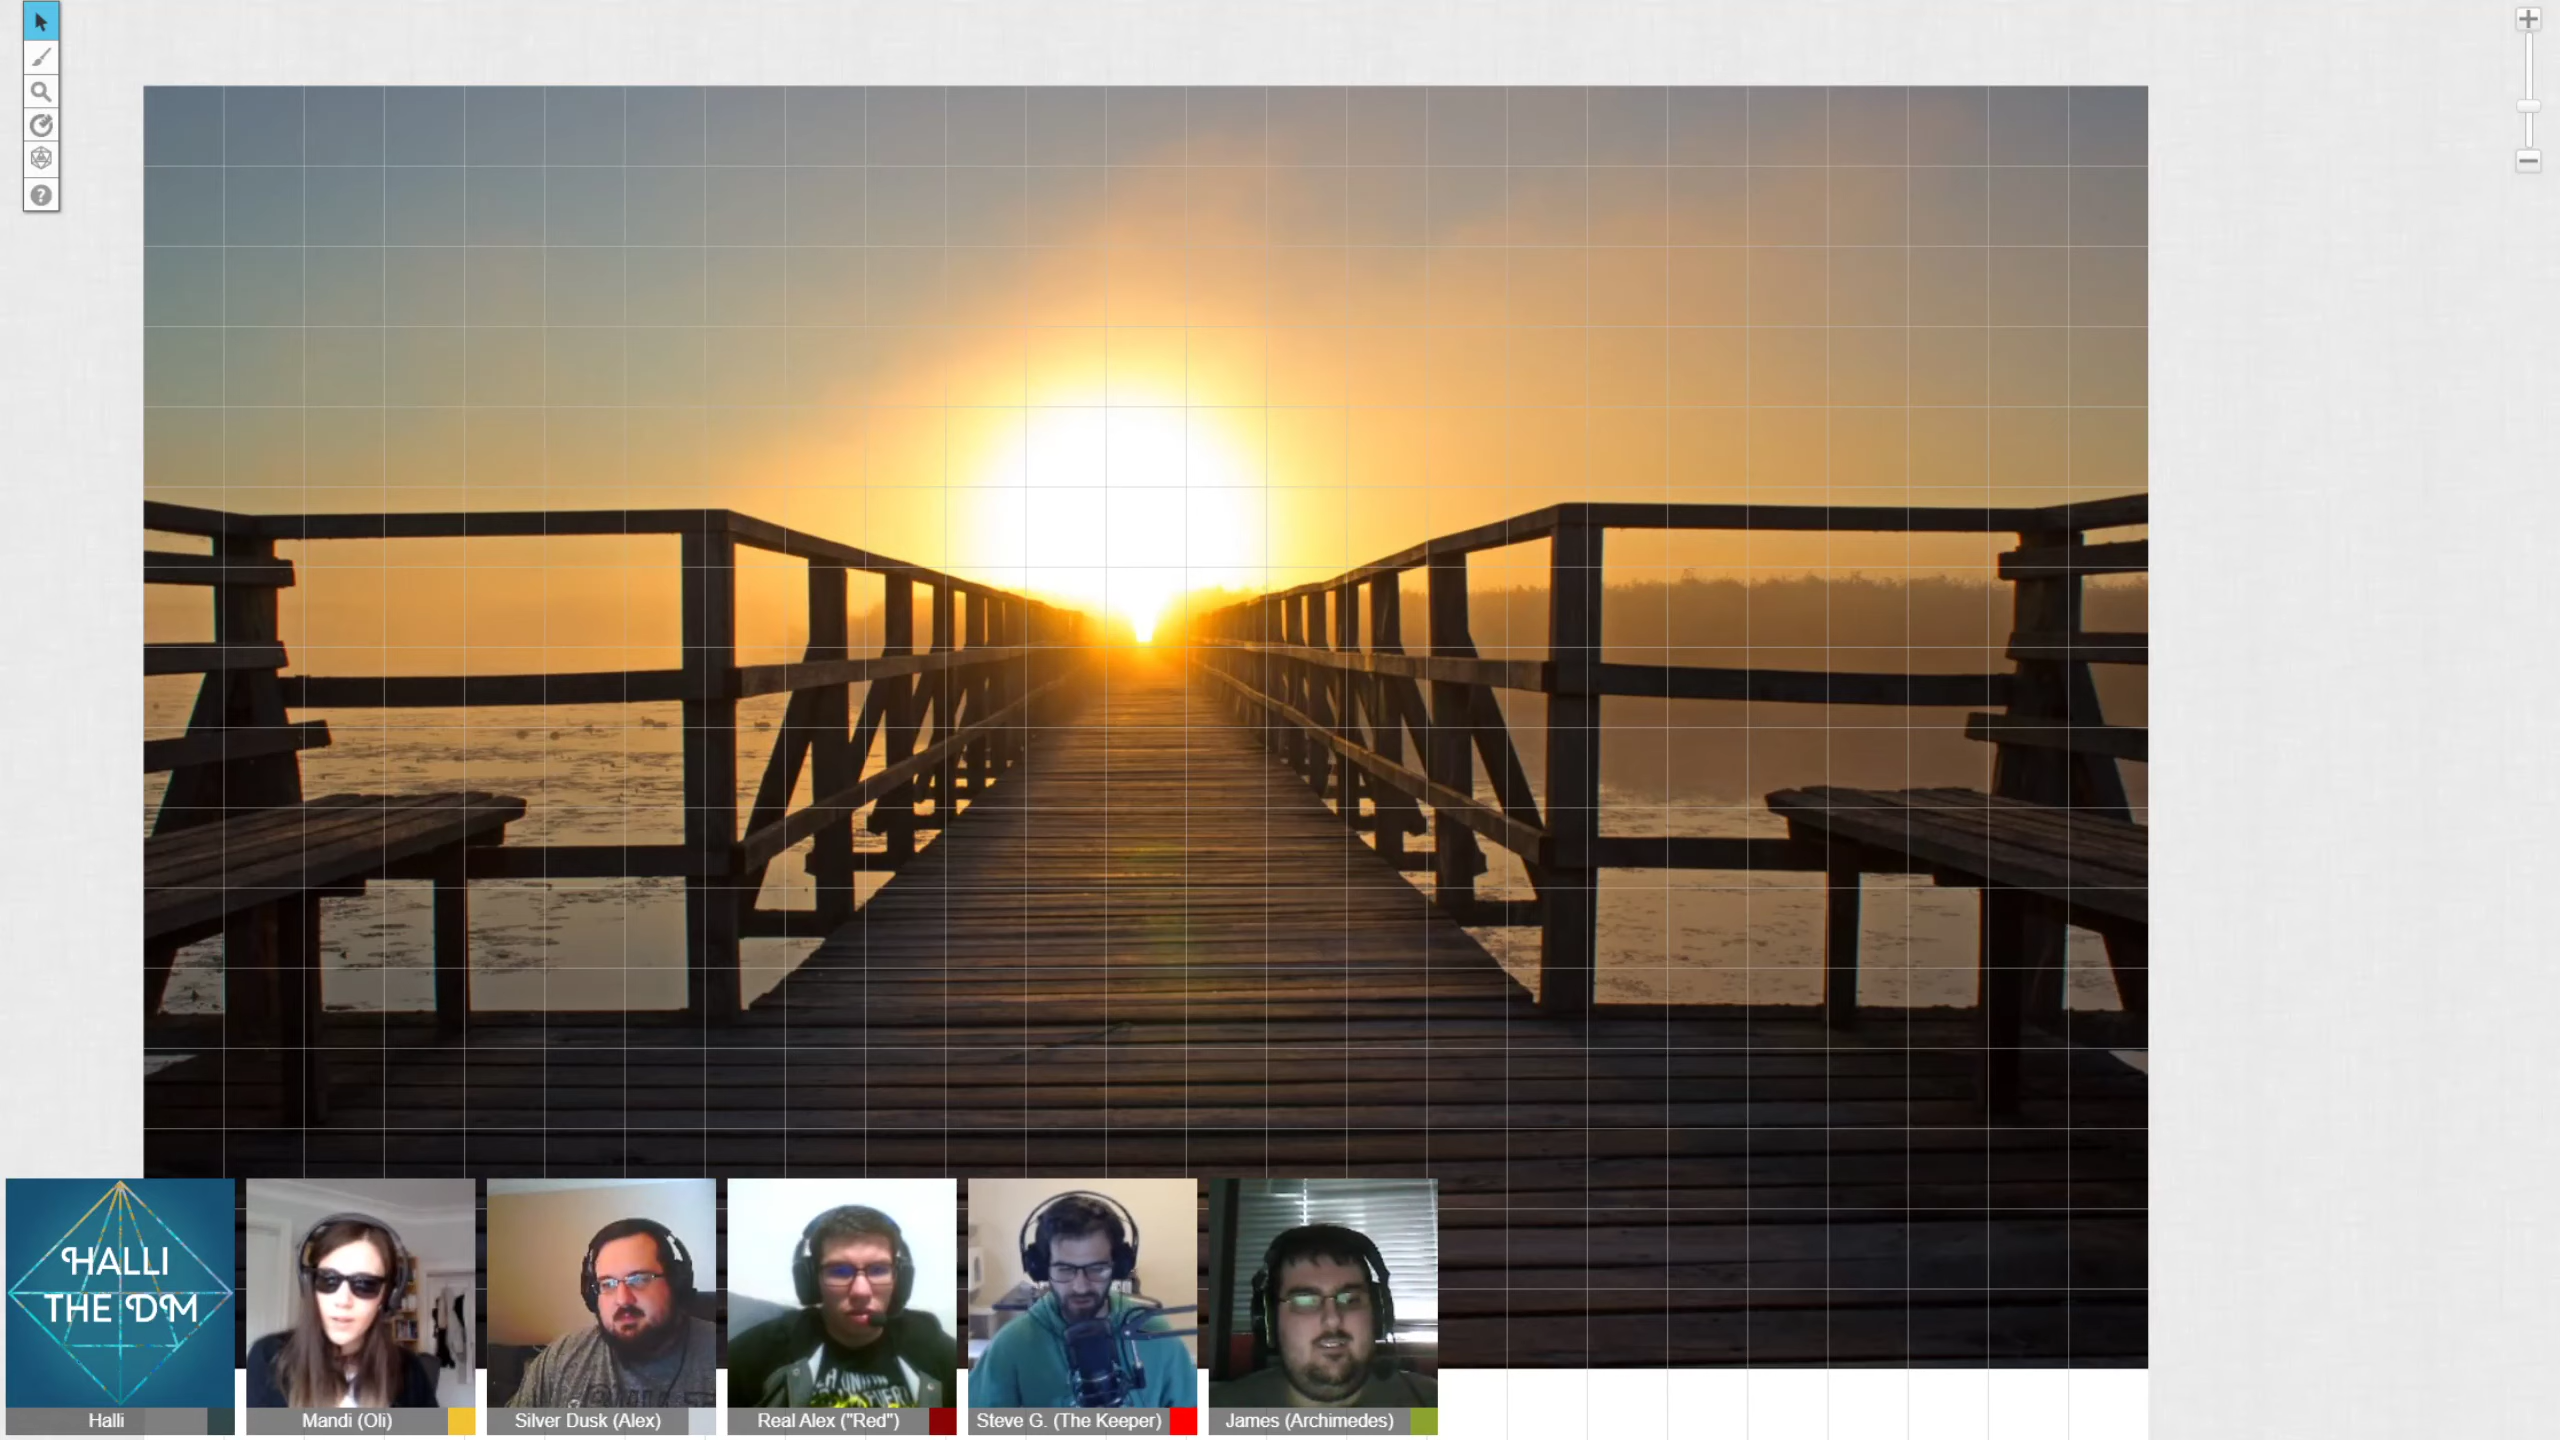 HALLI
THE DM
Halli
Mandi (Oli)
Silver Dusk (Alex)
Real Alex ("Red")
Steve G. (The Keeper)
James (Archimedes)